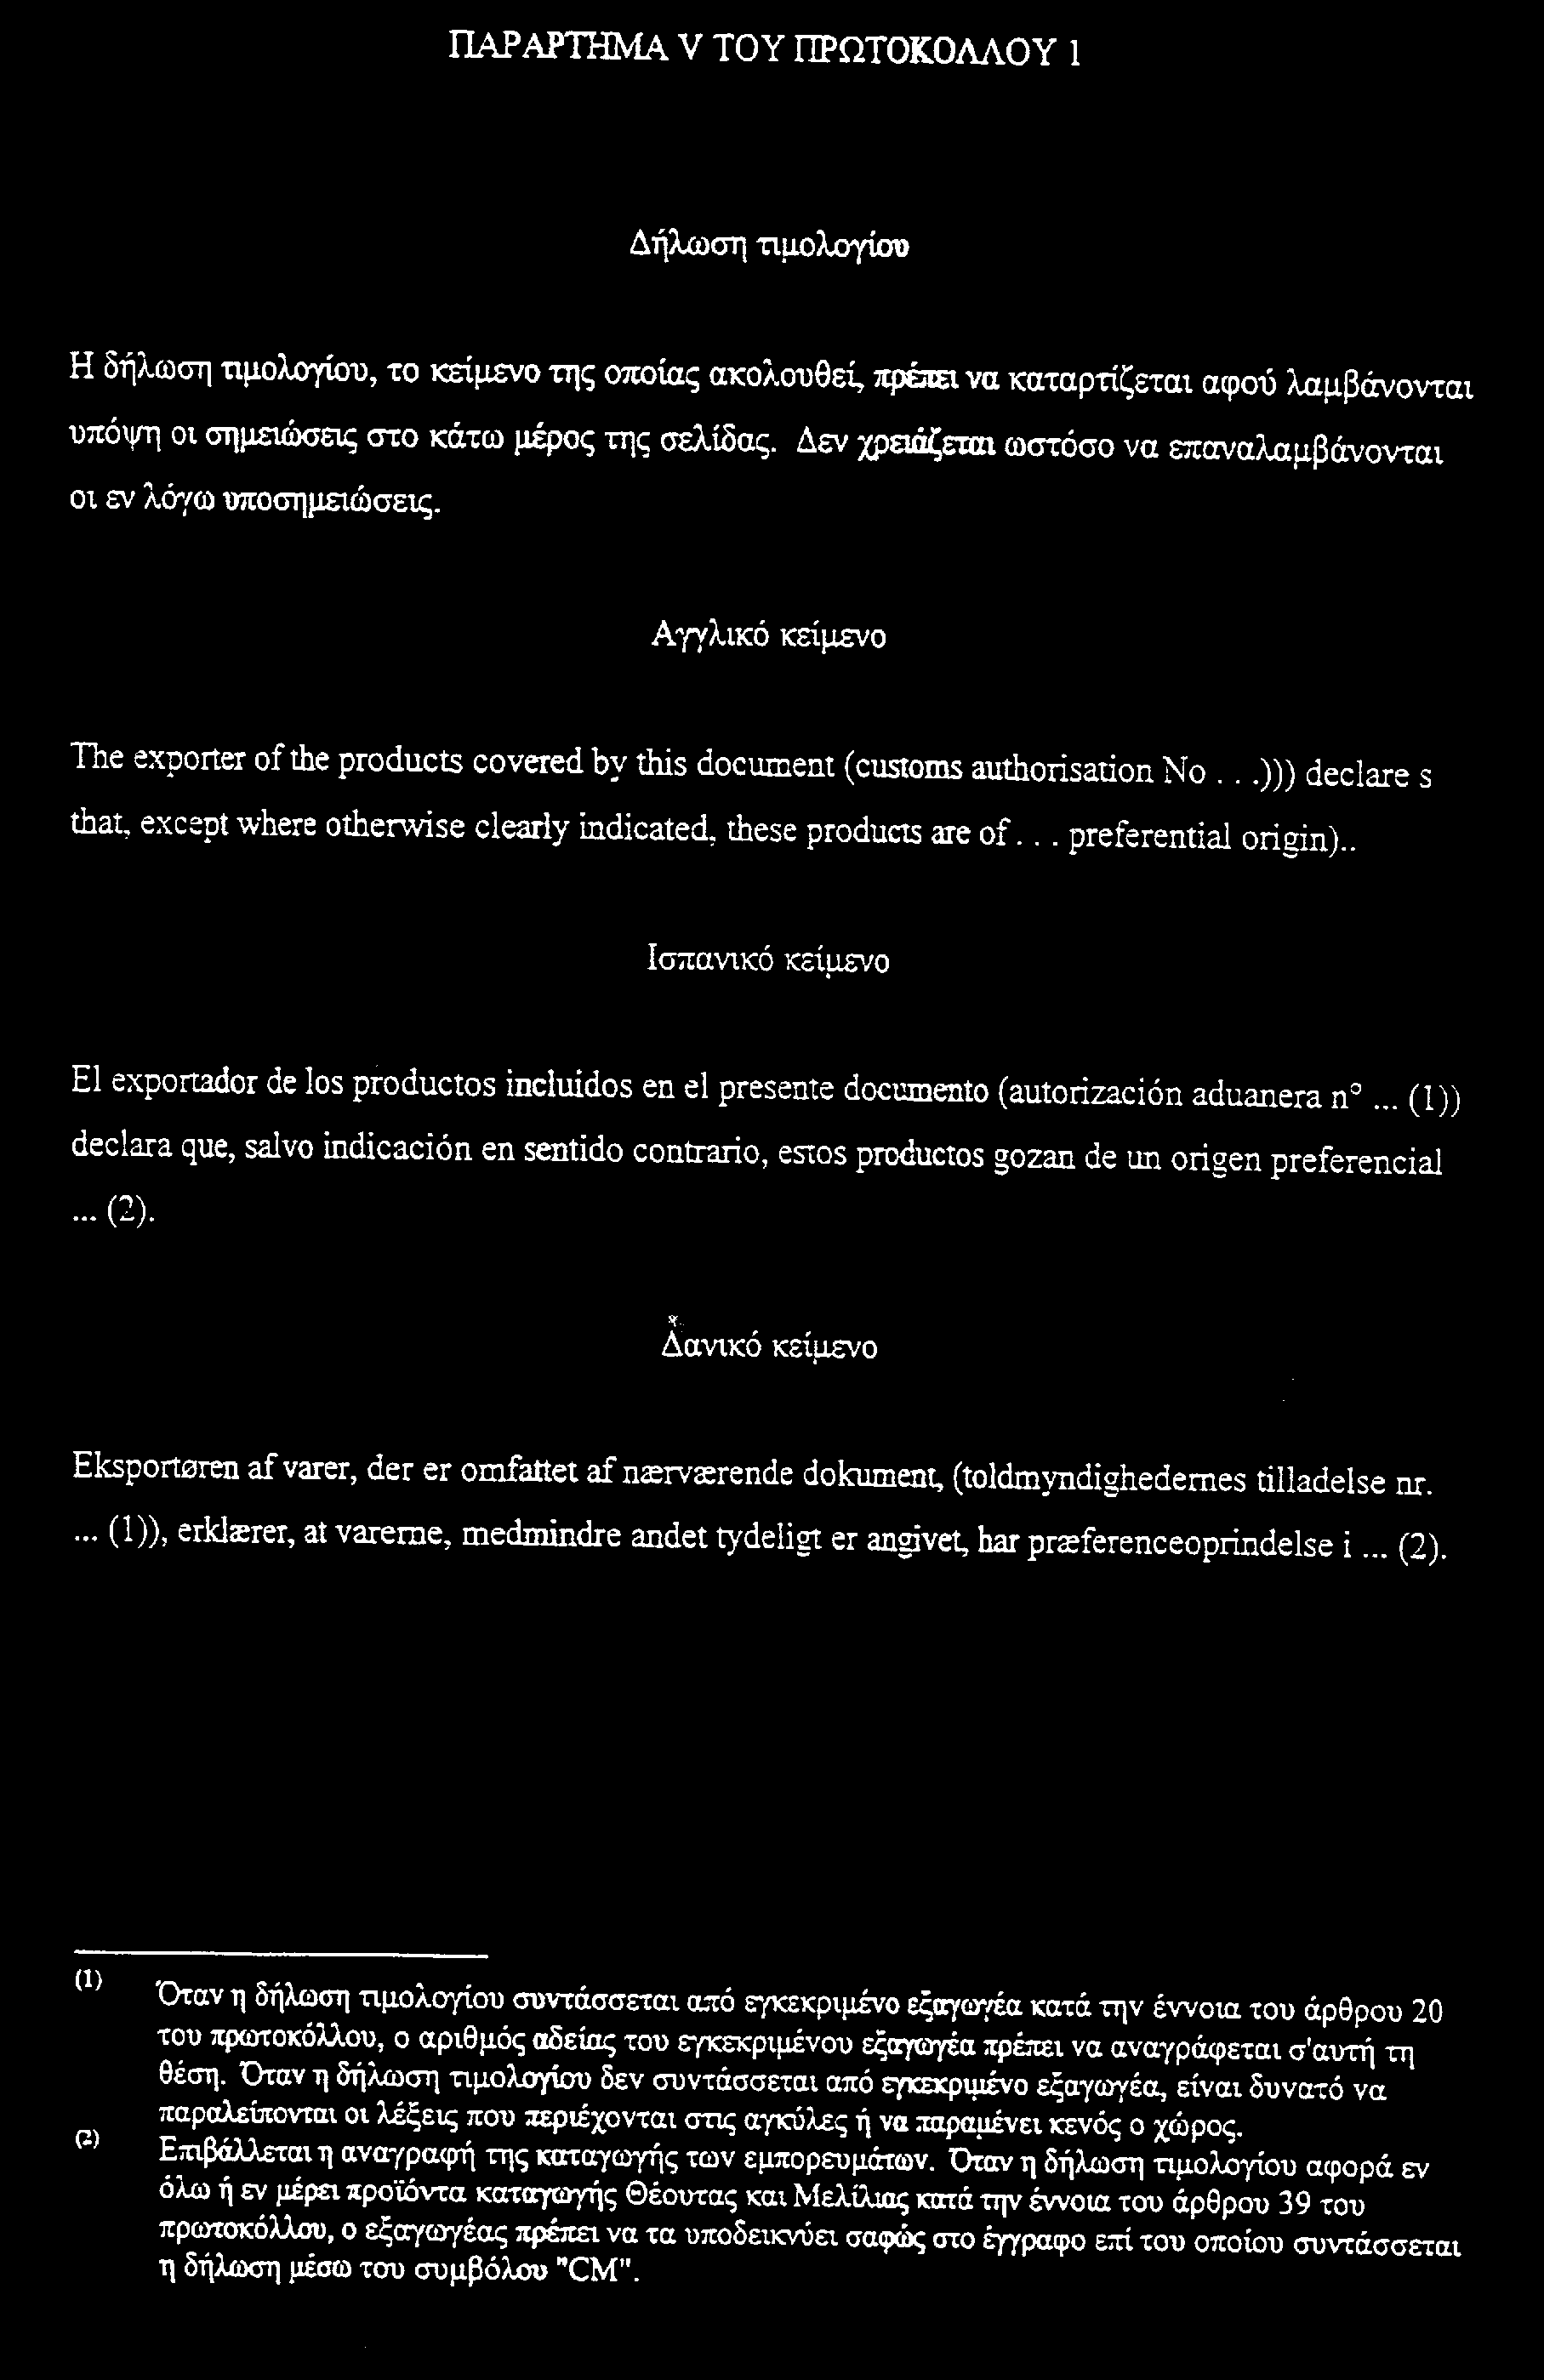 ΠΑΡΑΡΤΗΜΑ V ΤΟΥ ΠΡΩΤΟΚΟΛΛΟΥ 1
Δήλωση τιμολογίου
Η δήλωση τιμολογίου, το κείμενο της οποίας ακολουθεί, πρέπει να καταρτίζεται αφού λαμβάνονται
υπόψη οι σημειώσεις στο κάτω μέρος της σελίδας. Δεν χρειάζεται ωστόσο να επαναλαμβάνονται
οι εν λόγω υποσημειώσεις.
Αγγλικό κείμενο
The exporter of the products covered by this document (customs authorisation No . . .))) declare s
that, except where otherwise clearly indicated, these products are of . . . preferential origin)..
Ισπανικό κείμενο
El exportador de los productos incluidos en el presente documento (autorización aduanera n° ... (1))
declara que, salvo indicación en sentido contrario, estos productos gozan de un origen preferencial
... (2).
Δανικό κείμενο
Eksportøren af varer, der er omfattet af nærværende dokument, (toldmyndighedernes tilladelse nr.
... (1)), erklærer, at varerne, medmindre andet tydeligt er angivet, har præferenceoprindelse i ... (2).
(1) Όταν η δήλωση τιμολογίου συντάσσεται από εγκεκριμένο εξαγωγέα κατά την έννοια του άρθρου 20
του πρωτοκόλλου, ο αριθμός αδείας του εγκεκριμένου εξαγωγέα πρέπει να αναγράφεται σ'αυτή τη
θέση. Όταν η δήλωση τιμολογίου δεν συντάσσεται από εγκεκριμένο εξαγωγέα, είναι δυνατό να
παραλείπονται οι λέξεις που περιέχονται στις αγκύλες ή να παραμένει κενός ο χώρος.
(2) Επιβάλλεται η αναγραφή της καταγωγής των εμπορευμάτων. Όταν η δήλωση τιμολογίου αφορά εν
όλω ή εν μέρει προϊόντα καταγωγής Θέουτας και Μελίλιας κατά την έννοια του άρθρου 39 του
πρωτοκόλλου, ο εξαγωγέας πρέπει να τα υποδεικνύει σαφώς στο έγγραφο επί του οποίου συντάσσεται
η δήλωση μέσω του συμβόλου "CM".